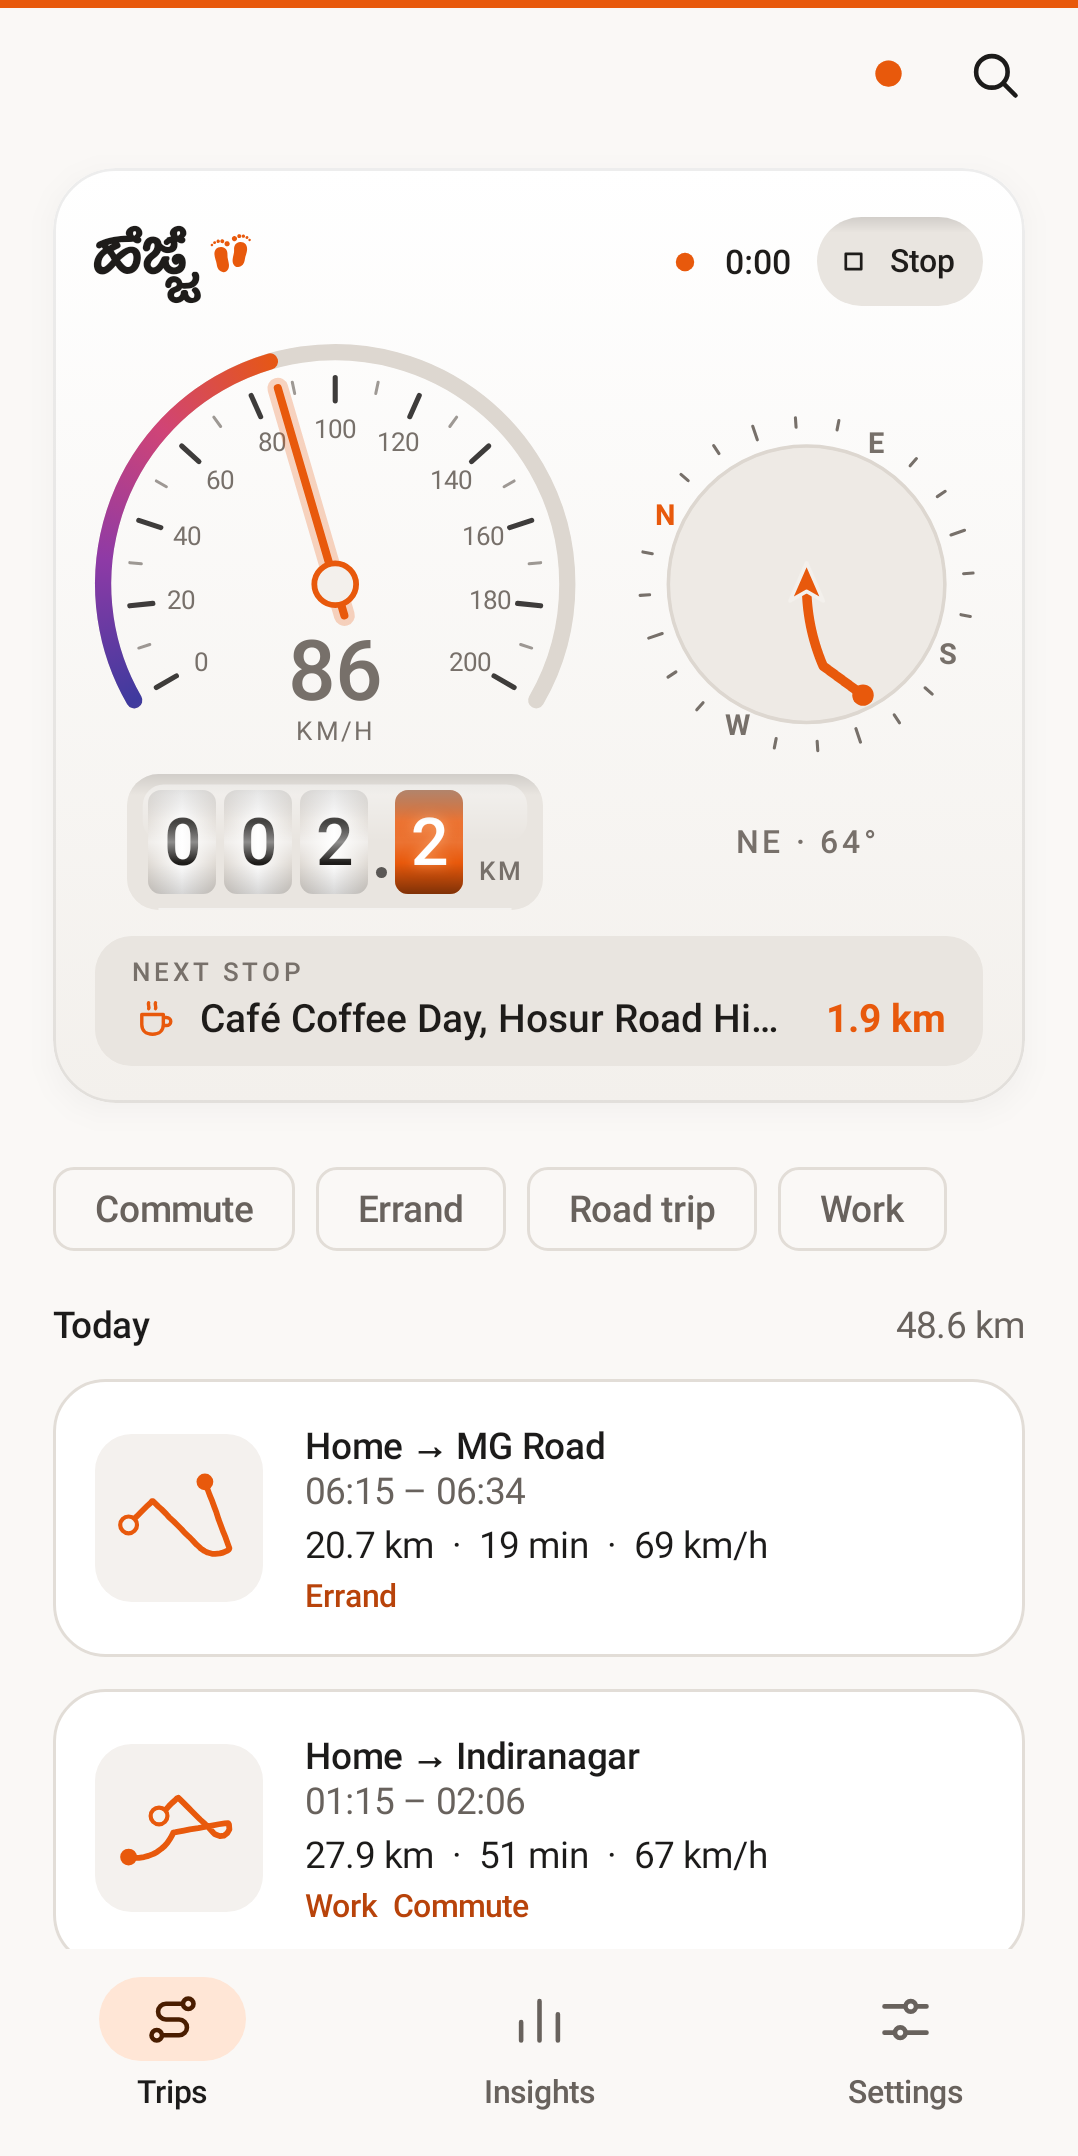 ಹೆಜ್ಜೆ
0:00
Stop
0
20
40
60
80
100
120
140
160
180
200
86
KM/H
N
E
S
W
002.2 KM
NE · 64°
NEXT STOP
Café Coffee Day, Hosur Road Hi... 1.9 km
Commute
Errand
Road trip
Work
Today 48.6 km
Home → MG Road
06:15 – 06:34
20.7 km · 19 min · 69 km/h
Errand
Home → Indiranagar
01:15 – 02:06
27.9 km · 51 min · 67 km/h
Work Commute
Trips
Insights
Settings